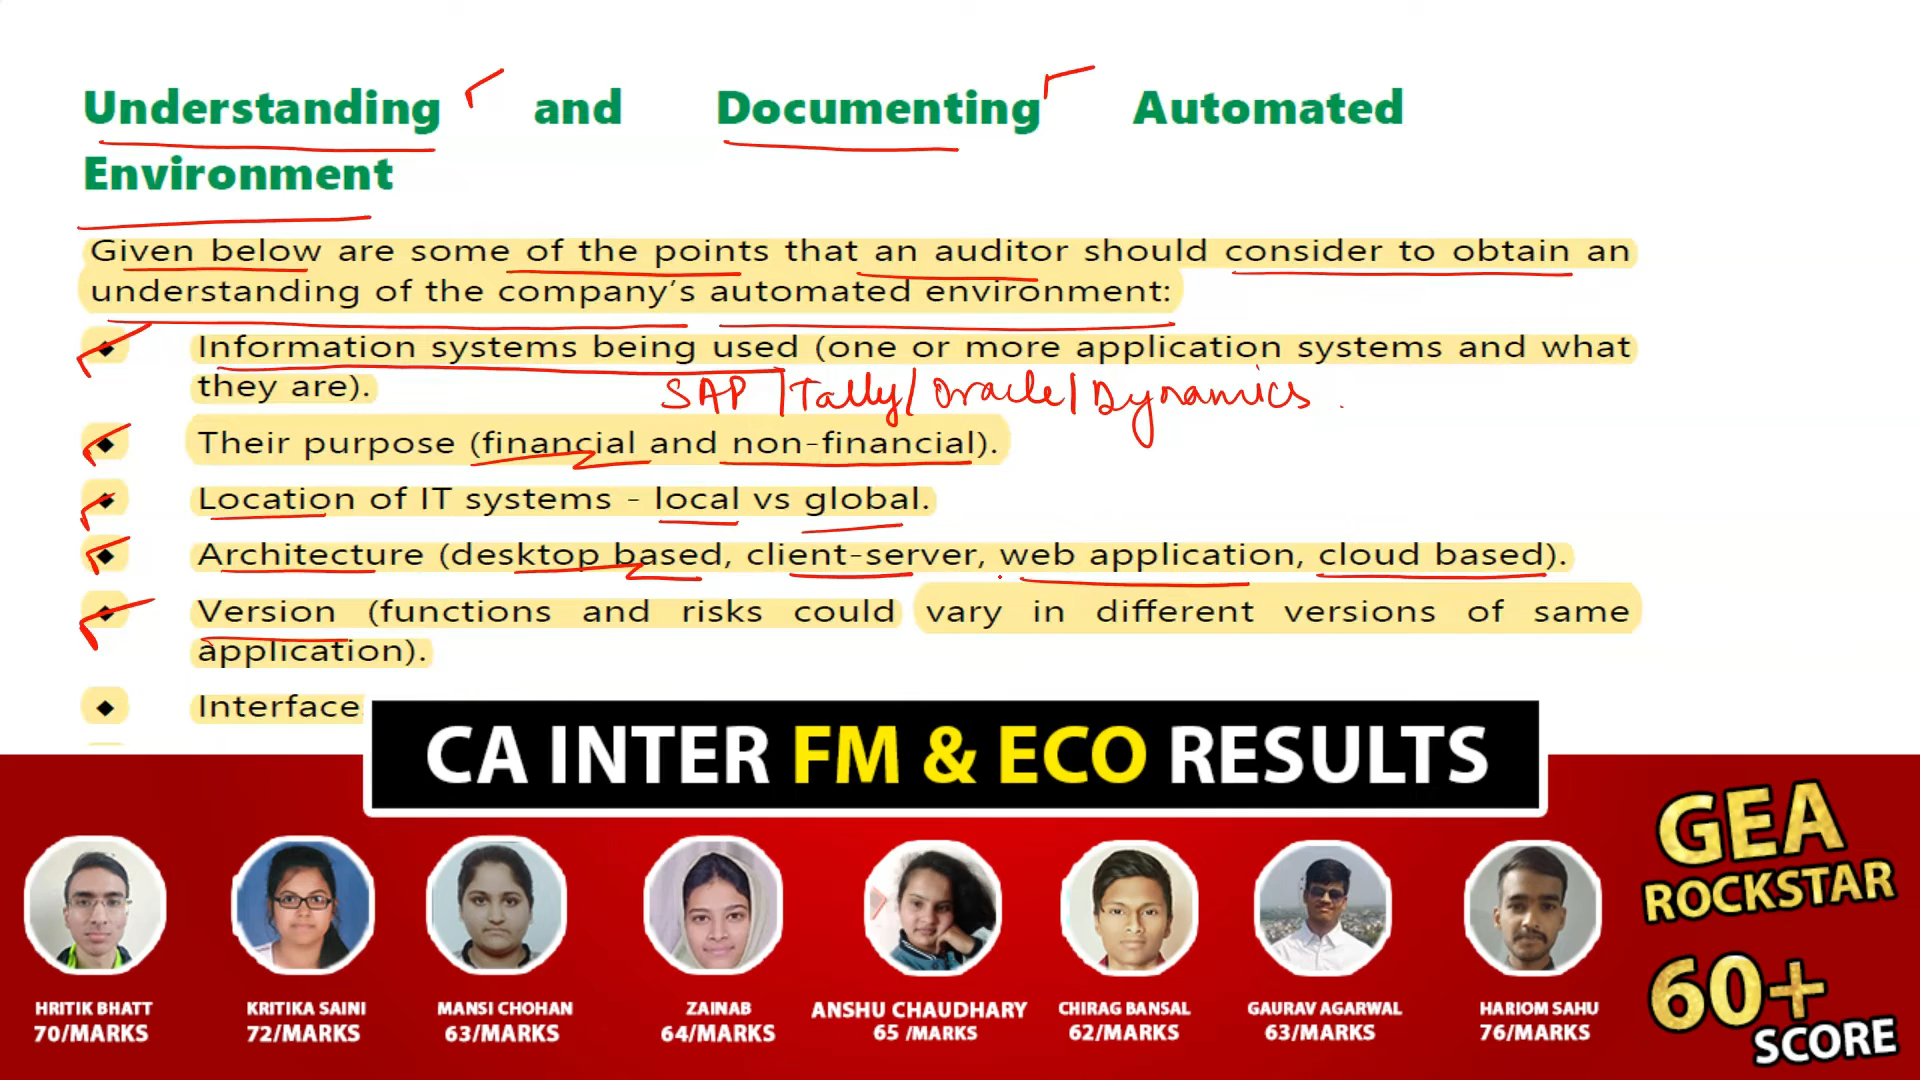 Understanding and Documenting Automated
Environment
Given below are some of the points that an auditor should consider to obtain an
understanding of the company's automated environment:
◆ Information systems being used (one or more application systems and what
they are).
SAP / Tally / Oracle / Dynamics.
◆ Their purpose (financial and non-financial).
◆ Location of IT systems - local vs global.
◆ Architecture (desktop based, client-server, web application, cloud based).
◆ Version (functions and risks could vary in different versions of same
application).
◆ Interface
CA INTER FM & ECO RESULTS
GEA
ROCKSTAR
60+
SCORE
HRITIK BHATT
70/MARKS
KRITIKA SAINI
72/MARKS
MANSI CHOHAN
63/MARKS
ZAINAB
64/MARKS
ANSHU CHAUDHARY
65 /MARKS
CHIRAG BANSAL
62/MARKS
GAURAV AGARWAL
63/MARKS
HARIOM SAHU
76/MARKS